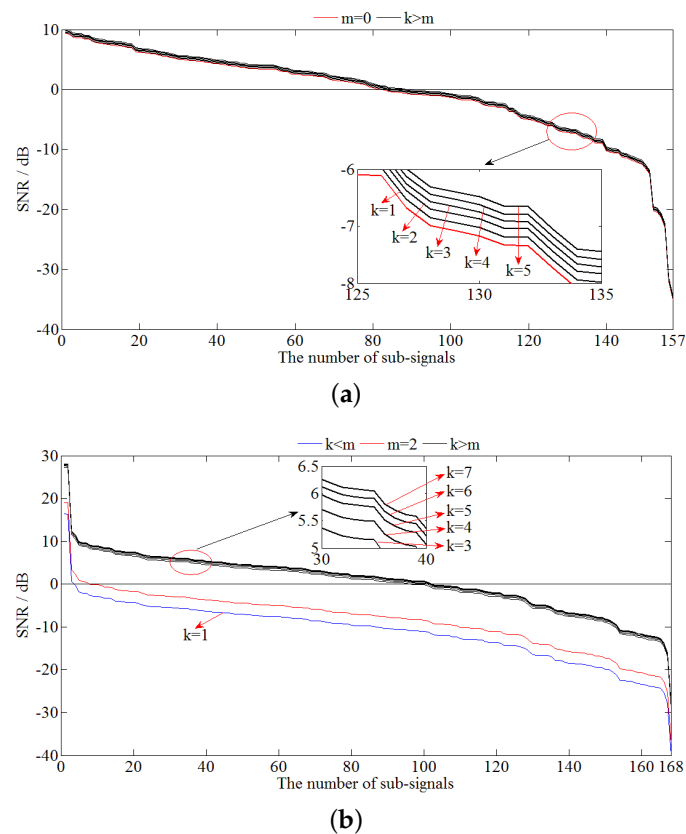 m=0 k>m
10
0
-10
-20
-30
-40
SNR / dB
-6
-7
-8
k=1
k=2
k=3
k=4
k=5
125 130 135
0 20 40 60 80 100 120 140 157
The number of sub-signals
(a)
k<m m=2 k>m
30
20
10
0
-10
-20
-30
-40
SNR / dB
6.5
6
5.5
5
k=7
k=6
k=5
k=4
k=3
30 40
k=1
0 20 40 60 80 100 120 140 160 168
The number of sub-signals
(b)